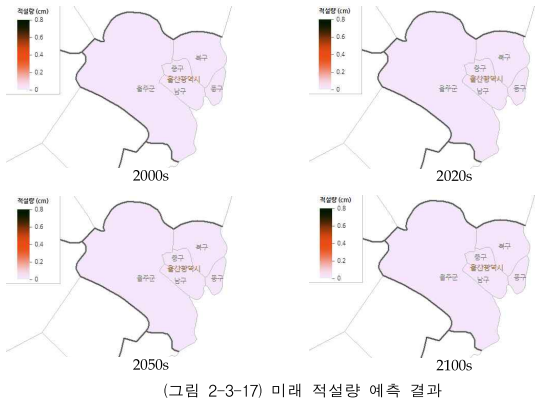 적설량 (cm)
0.8
0.6
0.4
0.2
0
북구
중구
울산광역시
울주군
남구
동구
2000s
적설량 (cm)
0.8
0.6
0.4
0.2
0
북구
중구
울산광역시
울주군
남구
동구
2020s
적설량 (cm)
0.8
0.6
0.4
0.2
0
북구
중구
울산광역시
울주군
남구
동구
2050s
적설량 (cm)
0.8
0.6
0.4
0.2
0
북구
중구
울산광역시
울주군
남구
동구
2100s
(그림 2-3-17) 미래 적설량 예측 결과